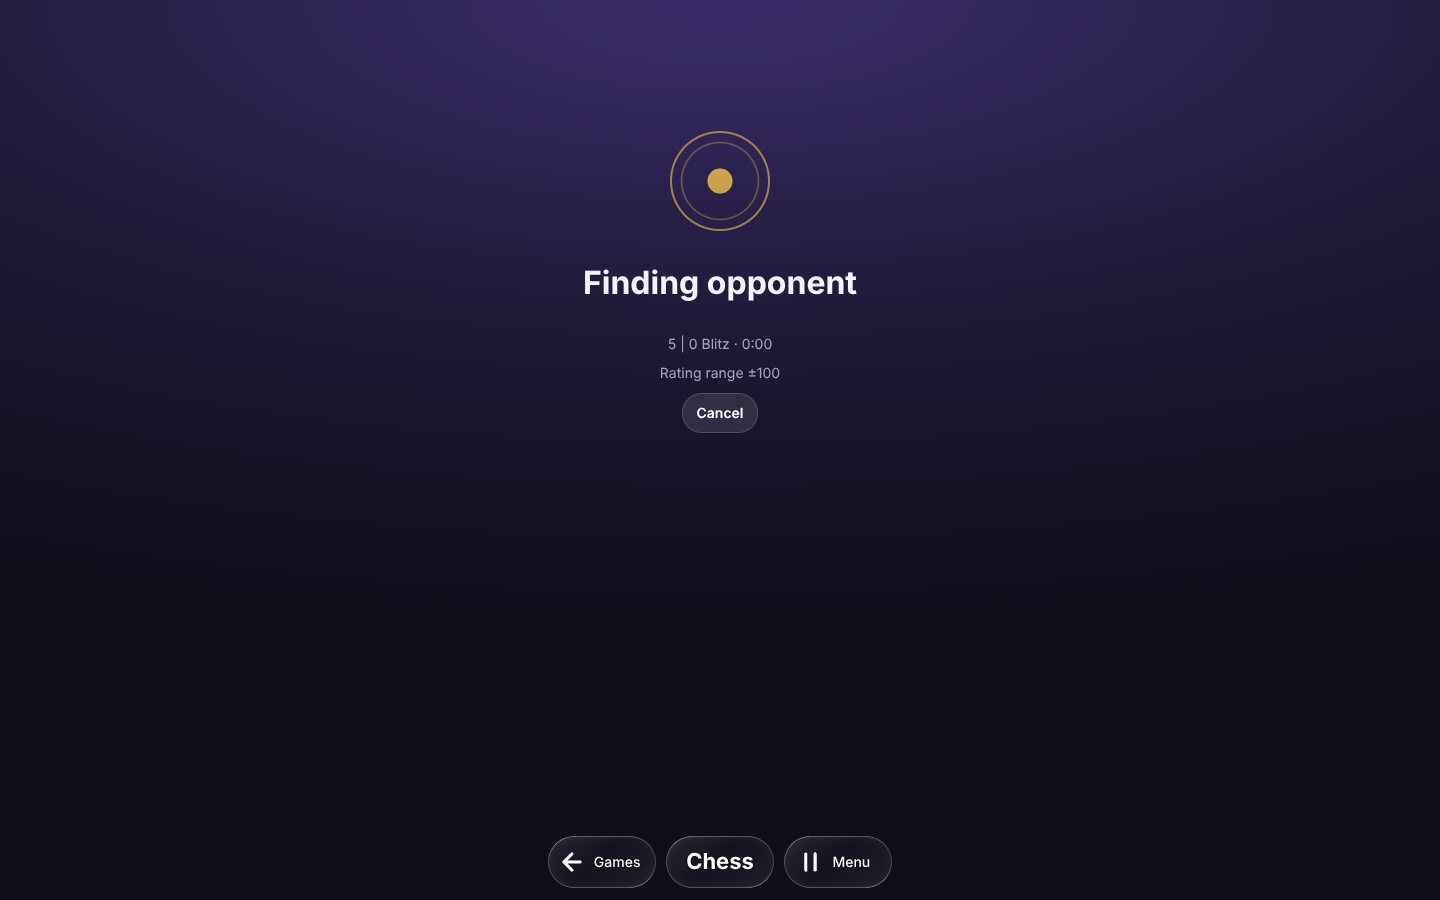 Finding opponent
5 | 0 Blitz · 0:00
Rating range ±100
Cancel
Games
Chess
Menu